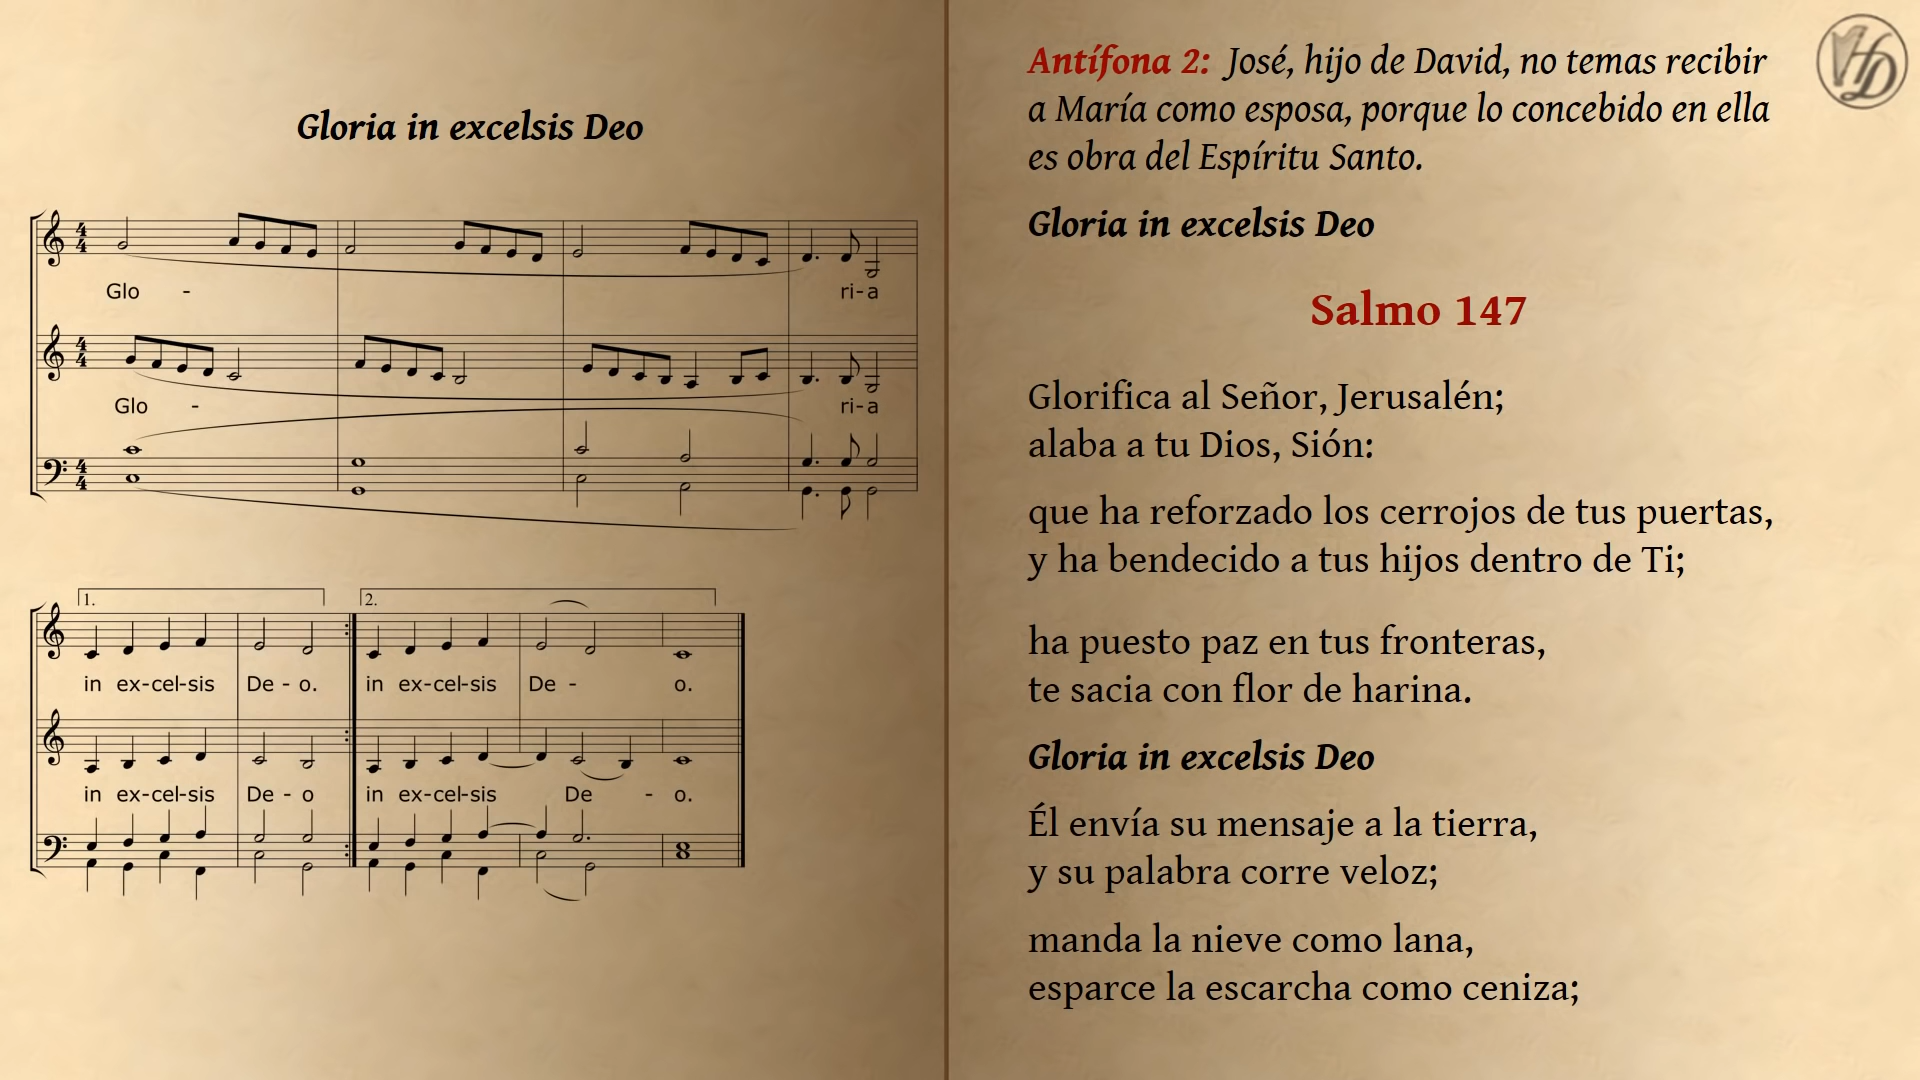 Gloria in excelsis Deo
Glo - ri-a
Glo - ri-a
1. 2.
in ex-cel-sis De - o. in ex-cel-sis De - o.
in ex-cel-sis De - o in ex-cel-sis De - o.
HD
Antífona 2: José, hijo de David, no temas recibir
a María como esposa, porque lo concebido en ella
es obra del Espíritu Santo.
Gloria in excelsis Deo
Salmo 147
Glorifica al Señor, Jerusalén;
alaba a tu Dios, Sión:
que ha reforzado los cerrojos de tus puertas,
y ha bendecido a tus hijos dentro de Ti;
ha puesto paz en tus fronteras,
te sacia con flor de harina.
Gloria in excelsis Deo
Él envía su mensaje a la tierra,
y su palabra corre veloz;
manda la nieve como lana,
esparce la escarcha como ceniza;